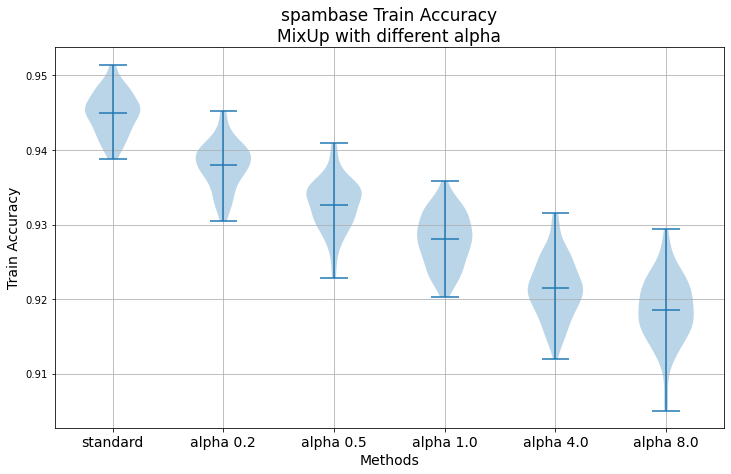 spambase Train Accuracy
MixUp with different alpha
0.95
0.94
0.93
0.92
0.91
Train Accuracy
standard
alpha 0.2
alpha 0.5
alpha 1.0
alpha 4.0
alpha 8.0
Methods